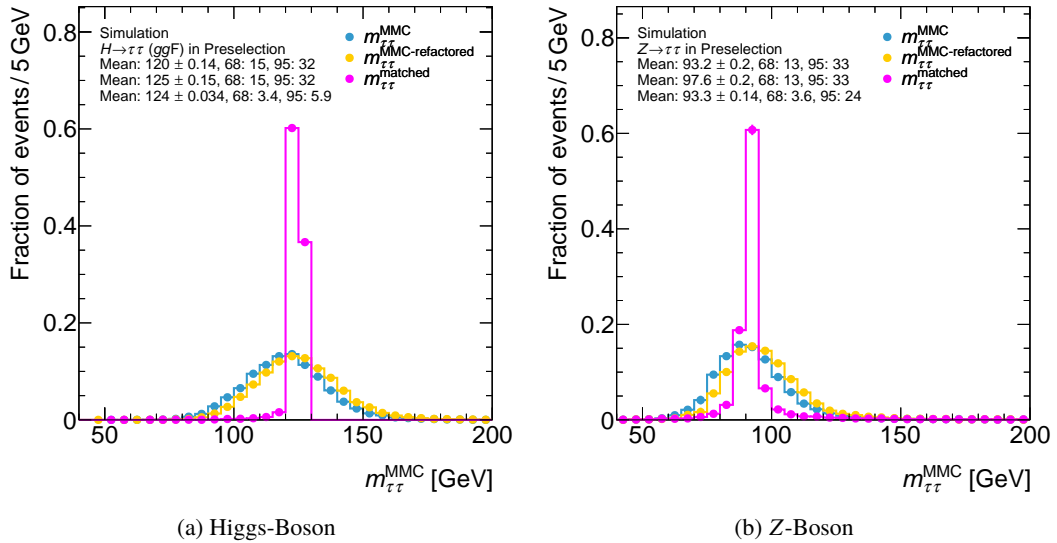 Fraction of events/ 5 GeV
0.8
0.6
0.4
0.2
0
Simulation
H→ττ (ggF) in Preselection
Mean: 120 ± 0.14, 68: 15, 95: 32
Mean: 125 ± 0.15, 68: 15, 95: 32
Mean: 124 ± 0.034, 68: 3.4, 95: 5.9
m_ττ^MMC
m_ττ^MMC-refactored
m_ττ^matched
50 100 150 200
m_ττ^MMC [GeV]
(a) Higgs-Boson
Fraction of events/ 5 GeV
0.8
0.6
0.4
0.2
0
Simulation
Z→ττ in Preselection
Mean: 93.2 ± 0.2, 68: 13, 95: 33
Mean: 97.6 ± 0.2, 68: 13, 95: 33
Mean: 93.3 ± 0.14, 68: 3.6, 95: 24
m_ττ^MMC
m_ττ^MMC-refactored
m_ττ^matched
50 100 150 200
m_ττ^MMC [GeV]
(b) Z-Boson